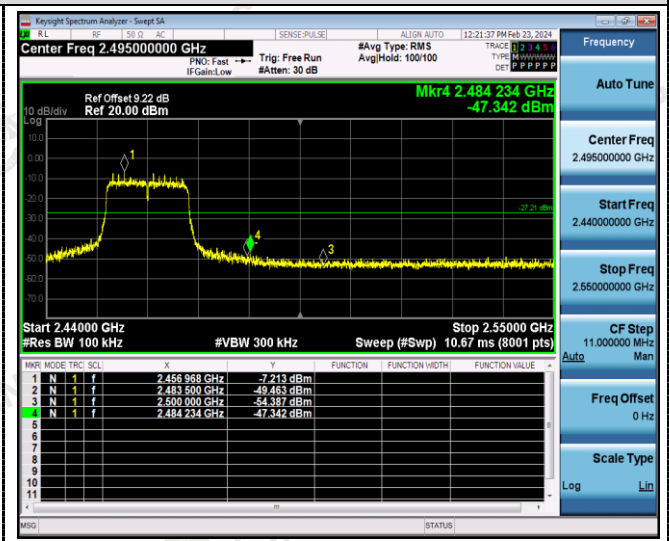 Keysight Spectrum Analyzer - Swept SA
RL RF 50 Ω AC SENSE:PULSE ALIGN AUTO 12:21:37 PM Feb 23, 2024
Center Freq 2.495000000 GHz
PNO: Fast
IFGain:Low
Trig: Free Run
#Atten: 30 dB
#Avg Type: RMS
Avg|Hold: 100/100
TRACE 1 2 3 4 5 6
TYPE M WWWWW
DET P P P P P P
Frequency
Mkr4 2.484 234 GHz
-47.342 dBm
Ref Offset 9.22 dB
10 dB/div Ref 20.00 dBm
Log
10.0
0.00
-10.0
-20.0
-30.0
-40.0
-50.0
-60.0
-70.0
1
4
3
-27.21 dBm
Start 2.44000 GHz Stop 2.55000 GHz
#Res BW 100 kHz #VBW 300 kHz Sweep (#Swp) 10.67 ms (8001 pts)
MKR MODE TRC SCL X Y FUNCTION FUNCTION WIDTH FUNCTION VALUE
1 N 1 f 2.456 968 GHz -7.213 dBm
2 N 1 f 2.483 500 GHz -49.463 dBm
3 N 1 f 2.500 000 GHz -54.387 dBm
4 N 1 f 2.484 234 GHz -47.342 dBm
5
6
7
8
9
10
11
MSG STATUS
Auto Tune
Center Freq
2.495000000 GHz
Start Freq
2.440000000 GHz
Stop Freq
2.550000000 GHz
CF Step
11.000000 MHz
Auto Man
Freq Offset
0 Hz
Scale Type
Log Lin